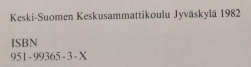 Keski-Suomen Keskusammattikoulu Jyväskylä 1982
ISBN
951-99365-3-X